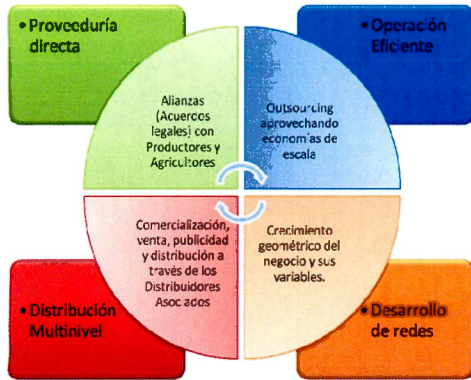 • Proveeduría
directa
• Operación
Eficiente
Alianzas
(Acuerdos
legales) con
Productores y
Agricultores
Outsourcing
aprovechando
economías de
escala
Comercialización,
venta, publicidad
y distribución a
través de los
Distribuidores
Asociados
Crecimiento
geométrico del
negocio y sus
variables.
• Distribución
Multinivel
• Desarrollo
de redes